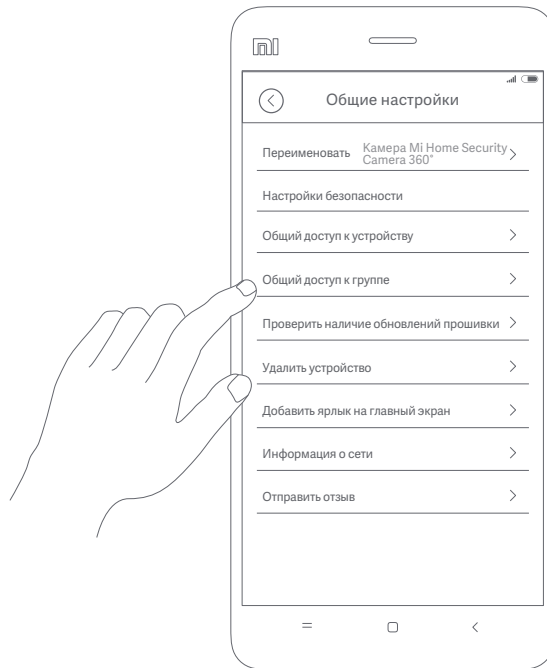 mi
Общие настройки
Переименовать Камера Mi Home Security
Camera 360°
Настройки безопасности
Общий доступ к устройству
Общий доступ к группе
Проверить наличие обновлений прошивки
Удалить устройство
Добавить ярлык на главный экран
Информация о сети
Отправить отзыв